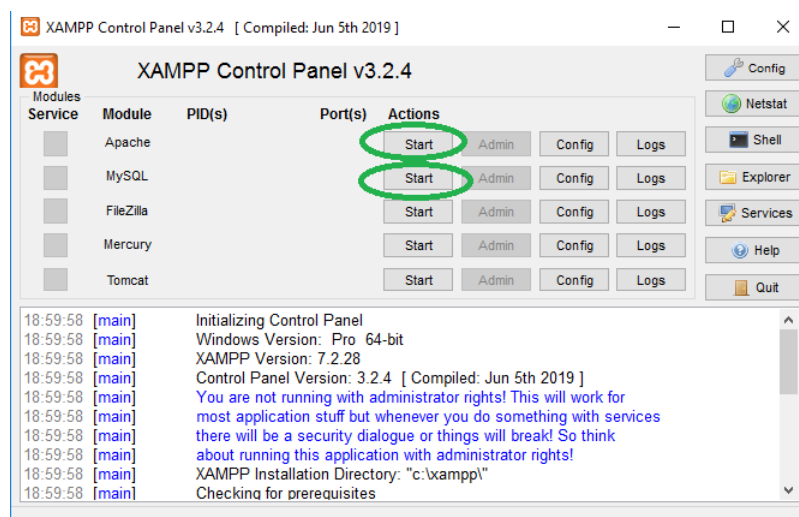 XAMPP Control Panel v3.2.4 [ Compiled: Jun 5th 2019 ]
XAMPP Control Panel v3.2.4
Config
Modules
Service Module PID(s) Port(s) Actions
Netstat
Apache Start Admin Config Logs
Shell
MySQL Start Admin Config Logs
Explorer
FileZilla Start Admin Config Logs
Services
Mercury Start Admin Config Logs
Help
Tomcat Start Admin Config Logs
Quit
18:59:58 [main] Initializing Control Panel
18:59:58 [main] Windows Version: Pro 64-bit
18:59:58 [main] XAMPP Version: 7.2.28
18:59:58 [main] Control Panel Version: 3.2.4 [ Compiled: Jun 5th 2019 ]
18:59:58 [main] You are not running with administrator rights! This will work for
18:59:58 [main] most application stuff but whenever you do something with services
18:59:58 [main] there will be a security dialogue or things will break! So think
18:59:58 [main] about running this application with administrator rights!
18:59:58 [main] XAMPP Installation Directory: "c:\xampp\"
18:59:58 [main] Checking for prerequisites